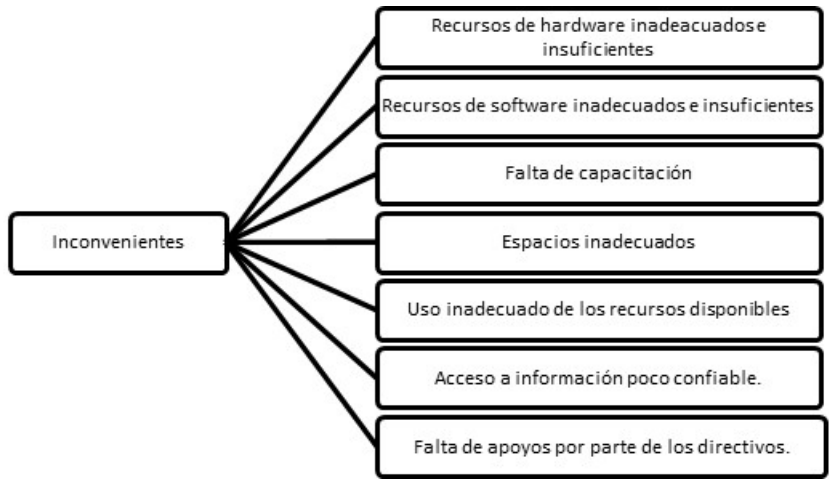 Recursos de hardware inadeacuados e
insuficientes
Recursos de software inadecuados e insuficientes
Falta de capacitación
Inconvenientes
Espacios inadecuados
Uso inadecuado de los recursos disponibles
Acceso a información poco confiable.
Falta de apoyos por parte de los directivos.